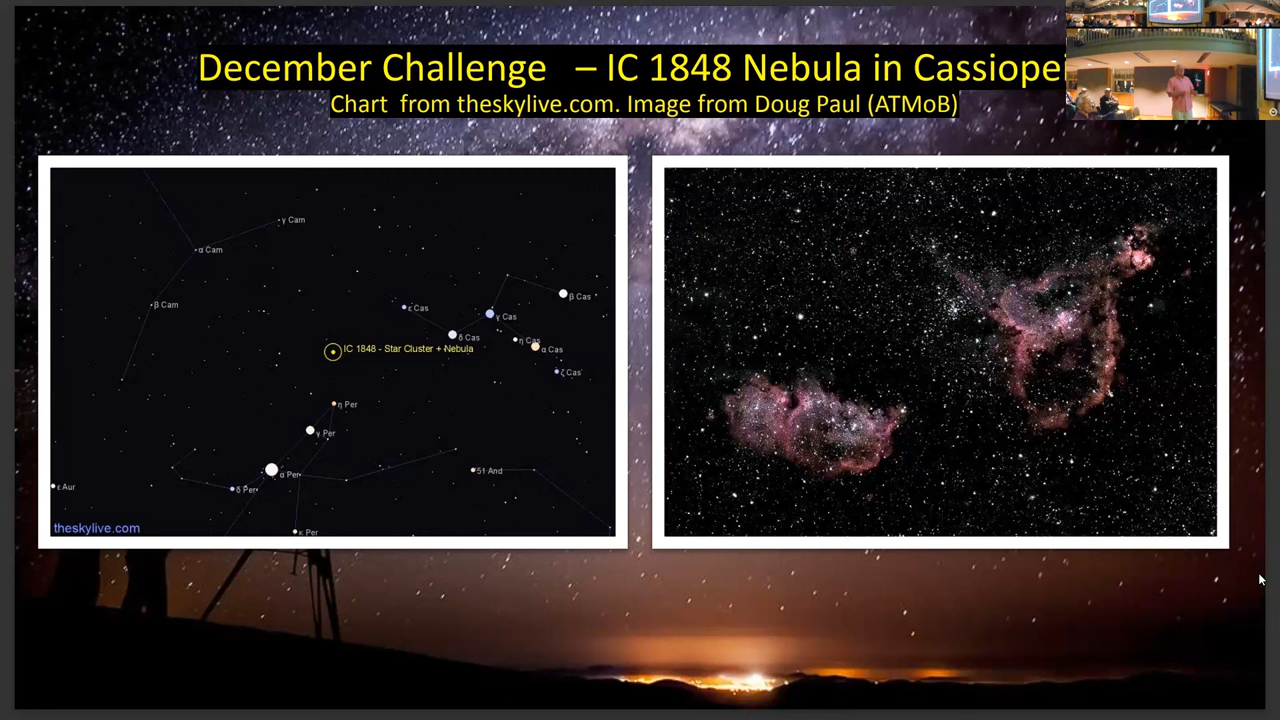 December Challenge – IC 1848 Nebula in Cassiope
Chart from theskylive.com. Image from Doug Paul (ATMoB)
γ Cam
α Cam
β Cam
β Cas
ε Cas
γ Cas
δ Cas
η Cas
α Cas
IC 1848 - Star Cluster + Nebula
ζ Cas
η Per
γ Per
51 And
α Per
ε Aur
δ Per
theskylive.com
κ Per